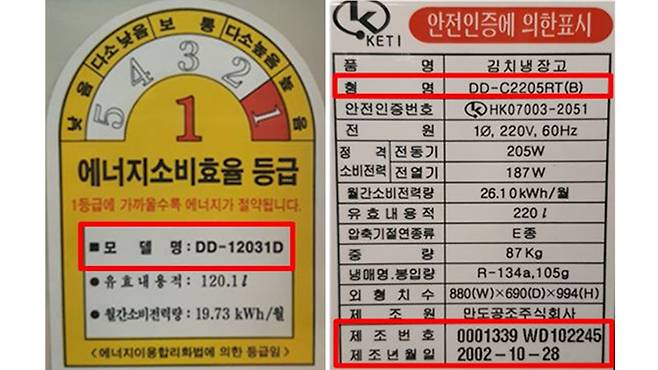 낮음 다소낮음 보통 다소높음 높음
5 4 3 2 1
1
에너지소비효율 등급
1등급에 가까울수록 에너지가 절약됩니다.
■ 모 델 명 : DD-12031D
● 유효내용적 : 120.1ℓ
● 월간소비전력량 : 19.73 kWh/월
〈에너지이용합리화법에 의한 등급임〉
KETI
안전인증에 의한표시
품 명 김치냉장고
형 명 DD-C2205RT(B)
안전인증번호 HK07003-2051
전 원 1Ø, 220V, 60Hz
정 격 전동기 205W
소비전력 전열기 187W
월간소비전력량 26.10kWh/월
유효내용적 220ℓ
압축기절연종류 E종
중 량 87Kg
냉매명.봉입량 R-134a,105g
외형치수 880(W)×690(D)×994(H)
제 조 원 만도공조주식회사
제조번호 0001339 WD102245
제조년월일 2002-10-28